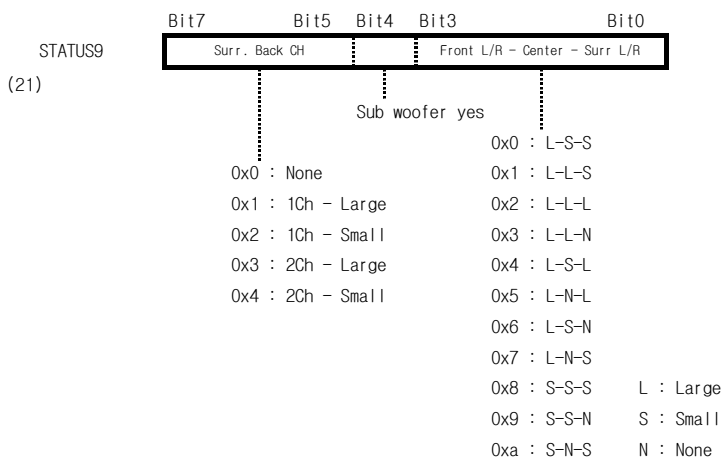 Bit7 Bit5 Bit4 Bit3 Bit0
STATUS9 Surr. Back CH Front L/R - Center - Surr L/R
(21)
Sub woofer yes
0x0 : None
0x1 : 1Ch - Large
0x2 : 1Ch - Small
0x3 : 2Ch - Large
0x4 : 2Ch - Small
0x0 : L-S-S
0x1 : L-L-S
0x2 : L-L-L
0x3 : L-L-N
0x4 : L-S-L
0x5 : L-N-L
0x6 : L-S-N
0x7 : L-N-S
0x8 : S-S-S
0x9 : S-S-N
0xa : S-N-S
L : Large
S : Small
N : None